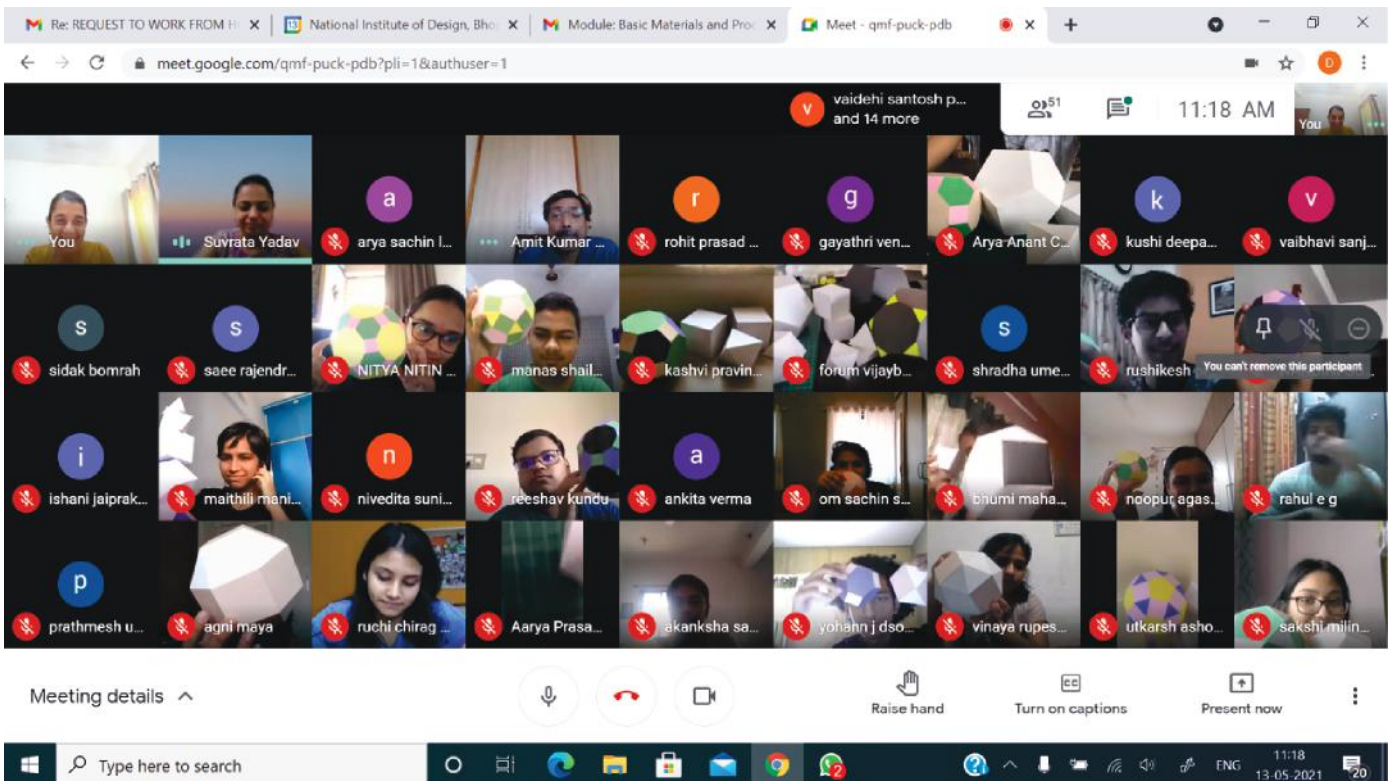 Re: REQUEST TO WORK FROM H
National Institute of Design, Bho
Module: Basic Materials and Proc
Meet - qmf-puck-pdb
meet.google.com/qmf-puck-pdb?pli=1&authuser=1
D
v
vaidehi santosh p...
and 14 more
51
11:18 AM
You
You
Suvrata Yadav
a
arya sachin l...
Amit Kumar ...
r
rohit prasad ...
g
gayathri ven...
Arya Anant C...
k
kushi deepa...
v
vaibhavi sanj...
s
sidak bomrah
s
saee rajendr...
NITYA NITIN ...
manas shail...
kashvi pravin...
forum vijayb...
s
shradha ume...
rushikesh
You can't remove this participant
i
ishani jaiprak...
maithili mani...
n
nivedita suni...
reeshav kundu
a
ankita verma
om sachin s...
bhumi maha...
noopur agas...
rahul e g
p
prathmesh u...
agni maya
ruchi chirag ...
Aarya Prasa...
akanksha sa...
yohann j dso...
vinaya rupes...
utkarsh asho...
sakshi milin...
Meeting details
Raise hand
CC
Turn on captions
Present now
Type here to search
2
ENG
11:18
13-05-2021
20